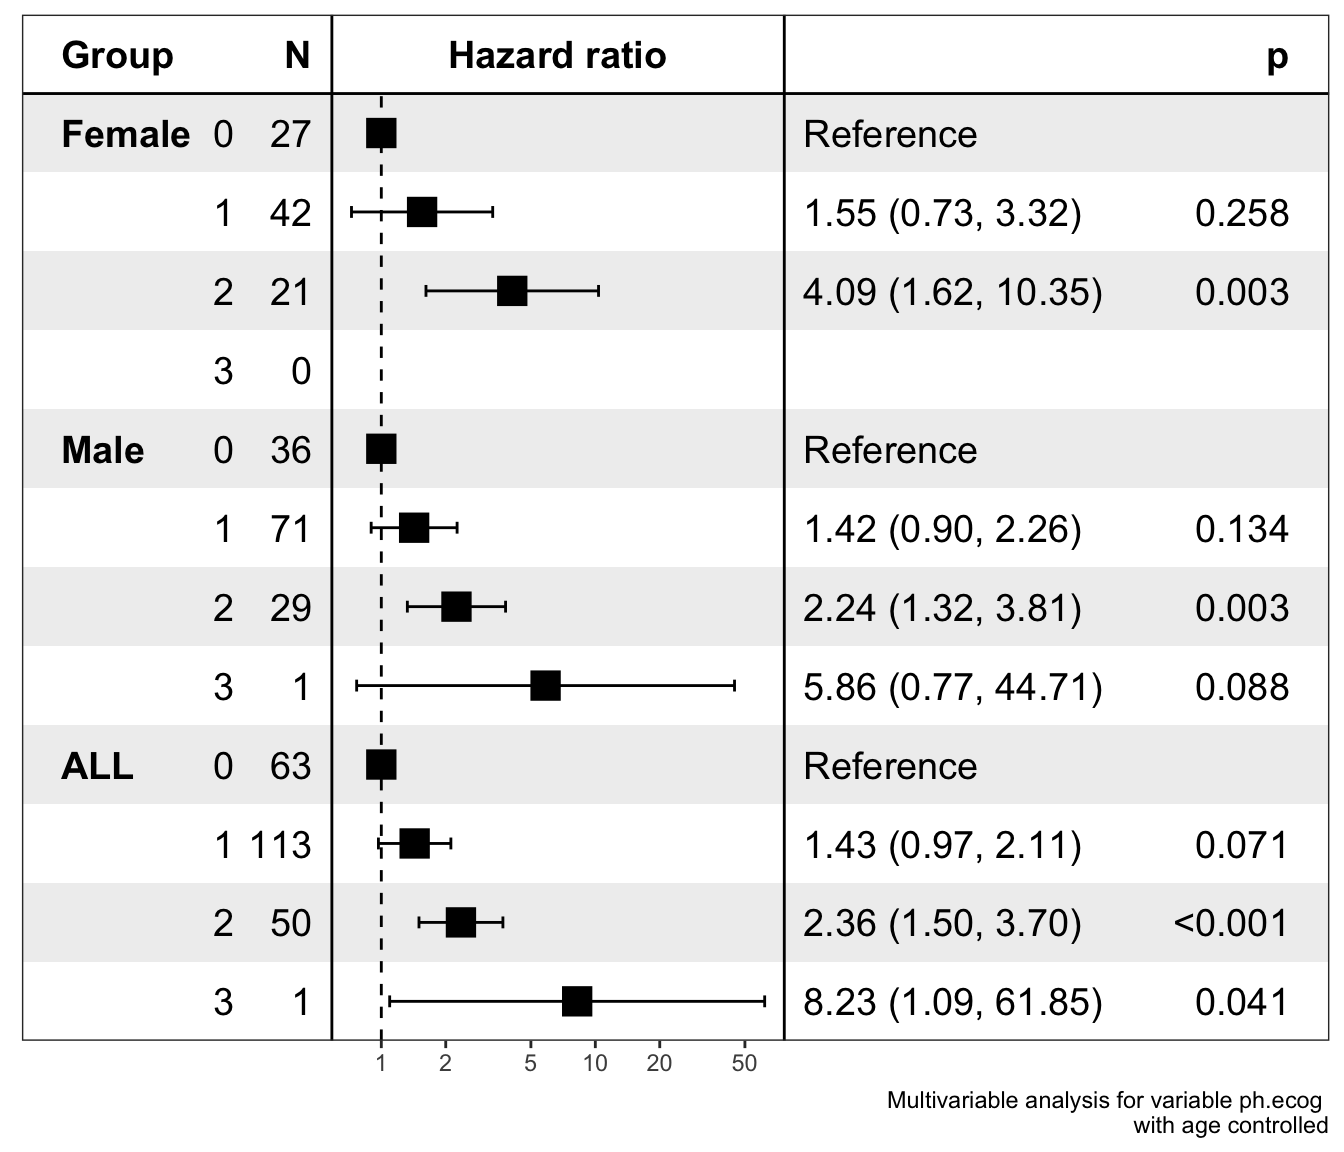 Group N Hazard ratio p
Female 0 27 Reference
1 42 1.55 (0.73, 3.32) 0.258
2 21 4.09 (1.62, 10.35) 0.003
3 0
Male 0 36 Reference
1 71 1.42 (0.90, 2.26) 0.134
2 29 2.24 (1.32, 3.81) 0.003
3 1 5.86 (0.77, 44.71) 0.088
ALL 0 63 Reference
1 113 1.43 (0.97, 2.11) 0.071
2 50 2.36 (1.50, 3.70) <0.001
3 1 8.23 (1.09, 61.85) 0.041
1 2 5 10 20 50
Multivariable analysis for variable ph.ecog
with age controlled